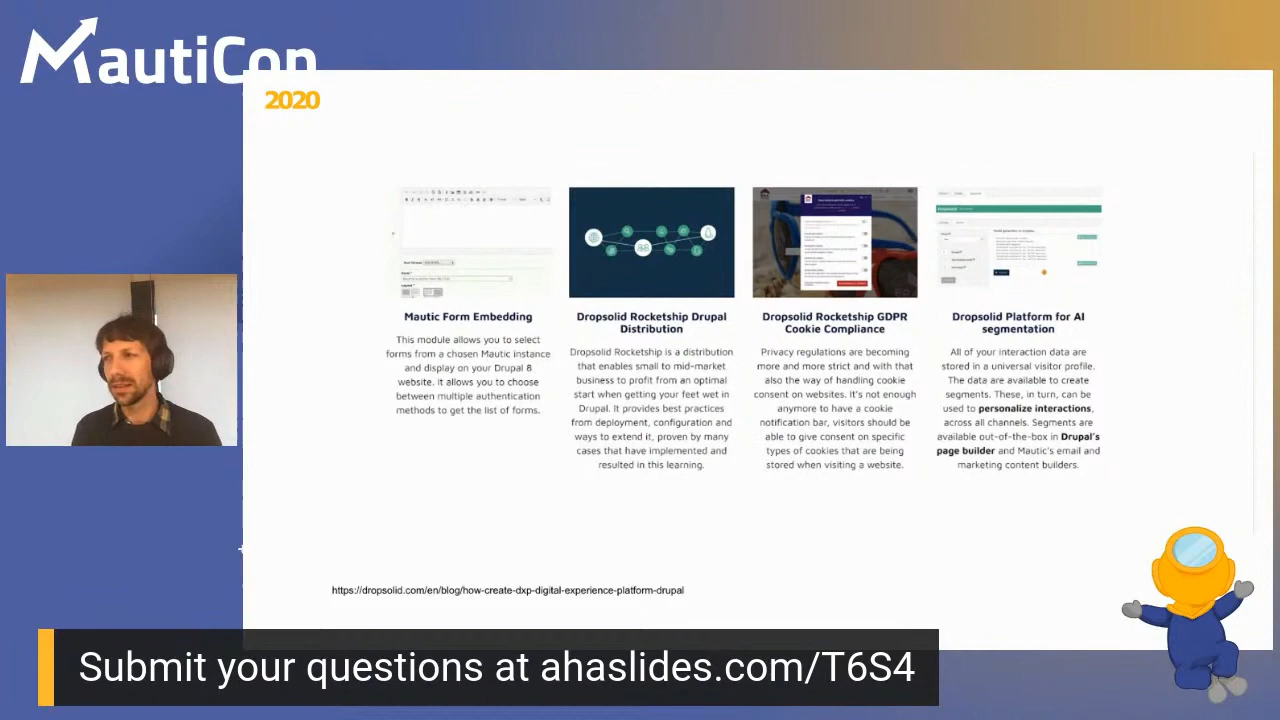 MautiCon
2020
Mautic Form Embedding
This module allows you to select
forms from a chosen Mautic instance
and display on your Drupal 8
website. it allows you to choose
between multiple authentication
methods to get the list of forms.
Dropsolid Rocketship Drupal
Distribution
Dropsolid Rocketship is a distribution
that enables small to mid-market
business to profit from an optimal
start when getting your feet wet in
Drupal. It provides best practices
from deployment, configuration and
ways to extend it, proven by many
cases that have implemented and
resulted in this learning.
Dropsolid Rocketship GDPR
Cookie Compliance
Privacy regulations are becoming
more and more strict and with that
also the way of handling cookie
consent on websites. It's not enough
anymore to have a cookie
notification bar, visitors should be
able to give consent on specific
types of cookies that are being
stored when visiting a website.
Dropsolid Platform for AI
segmentation
All of your interaction data are
stored in a universal visitor profile.
The data are available to create
segments. These, in turn, can be
used to personalize interactions,
across all channels. Segments are
available out-of-the-box in Drupal's
page builder and Mautic's email and
marketing content builders.
https://dropsolid.com/en/blog/how-create-dxp-digital-experience-platform-drupal
Submit your questions at ahaslides.com/T6S4